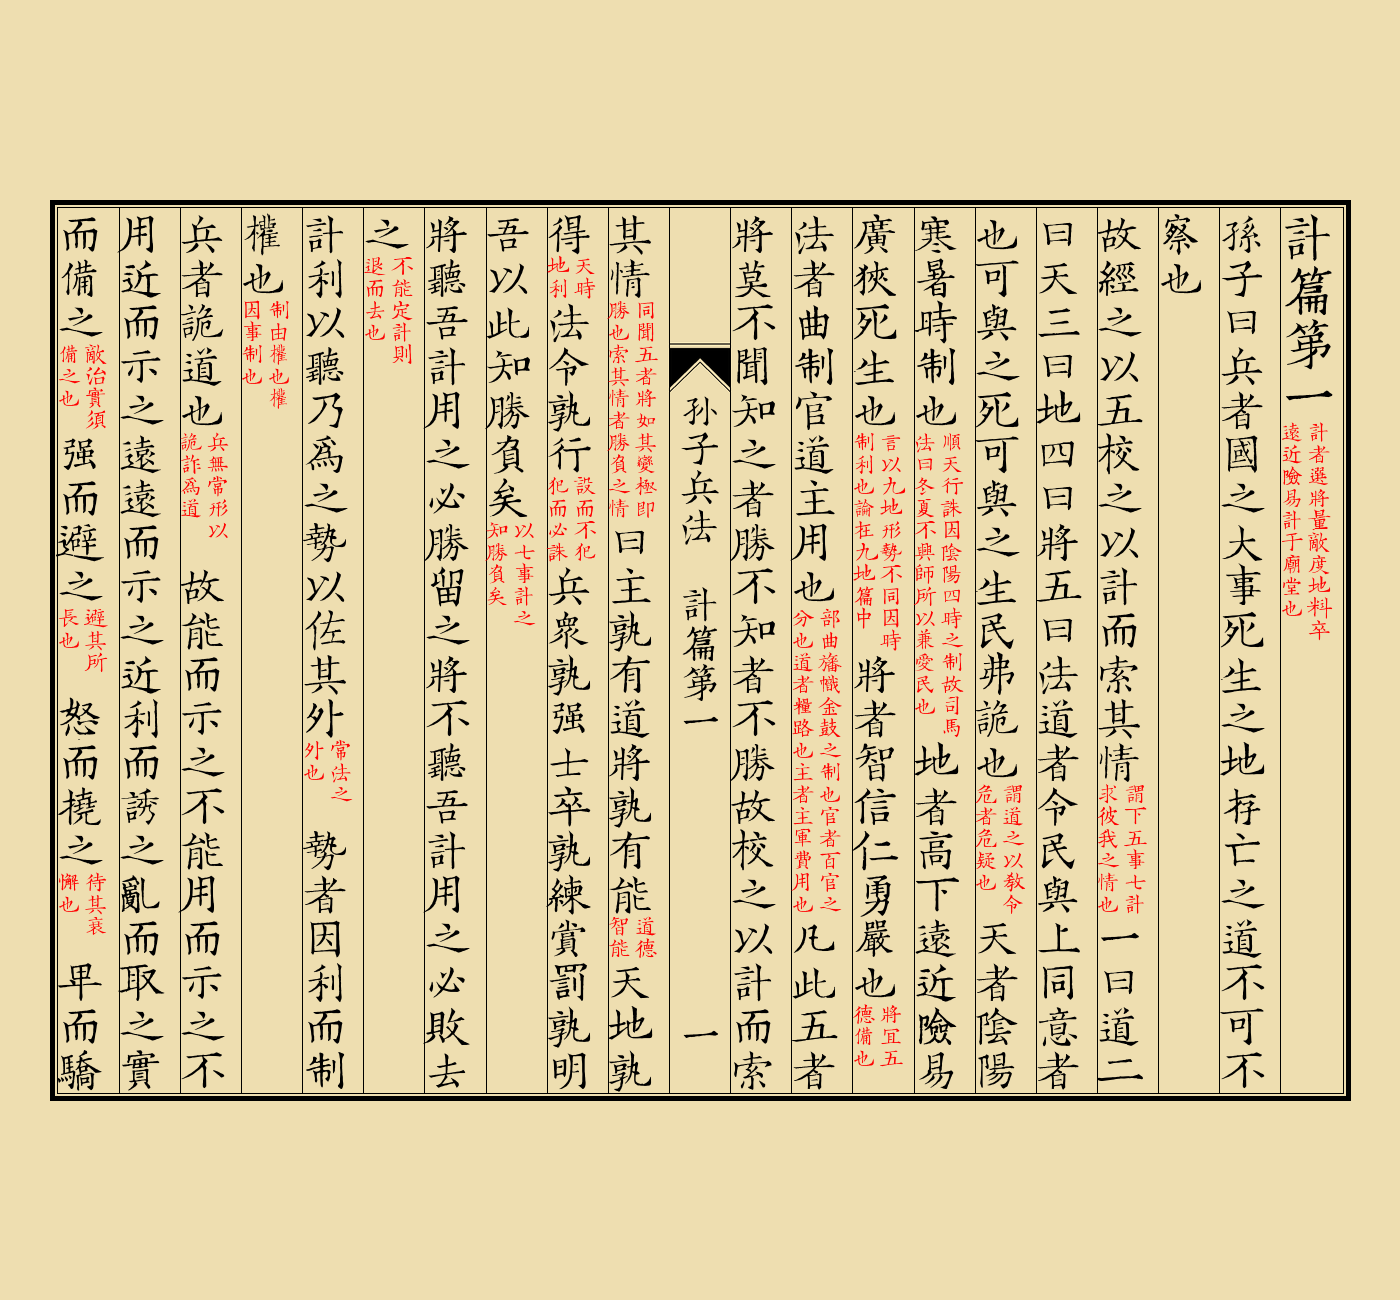 計篇第一計者選將量敵度地料卒遠近險易計于廟堂也
孫子曰兵者國之大事死生之地存亡之道不可不
察也
故經之以五校之以計而索其情謂下五事七計求彼我之情也一曰道二
曰天三曰地四曰將五曰法道者令民與上同意者
也可與之死可與之生民弗詭也謂道之以教令危者危疑也天者陰陽
寒暑時制也順天行誅因陰陽四時之制故司馬法曰冬夏不興師所以兼愛民也地者高下遠近險易
廣狹死生也言以九地形勢不同因時制利也論在九地篇中將者智信仁勇嚴也將宜五德備也
法者曲制官道主用也部曲旛幟金鼓之制也官者百官之分也道者糧路也主者主軍費用也凡此五者
將莫不聞知之者勝不知者不勝故校之以計而索
孙子兵法 計篇第一 一
其情同聞五者將如其變極即勝也索其情者勝負之情曰主孰有道將孰有能道德智能天地孰
得天時地利法令孰行設而不犯犯而必誅兵衆孰强士卒孰練賞罰孰明
吾以此知勝負矣以七事計之知勝負矣
將聽吾計用之必勝留之將不聽吾計用之必敗去
之不能定計則退而去也
計利以聽乃爲之勢以佐其外常法之外也勢者因利而制
權也制由權也權因事制也
兵者詭道也兵無常形以詭詐爲道故能而示之不能用而示之不
用近而示之遠遠而示之近利而誘之亂而取之實
而備之敵治實須備之也强而避之避其所長也怒而撓之待其衰懈也卑而驕